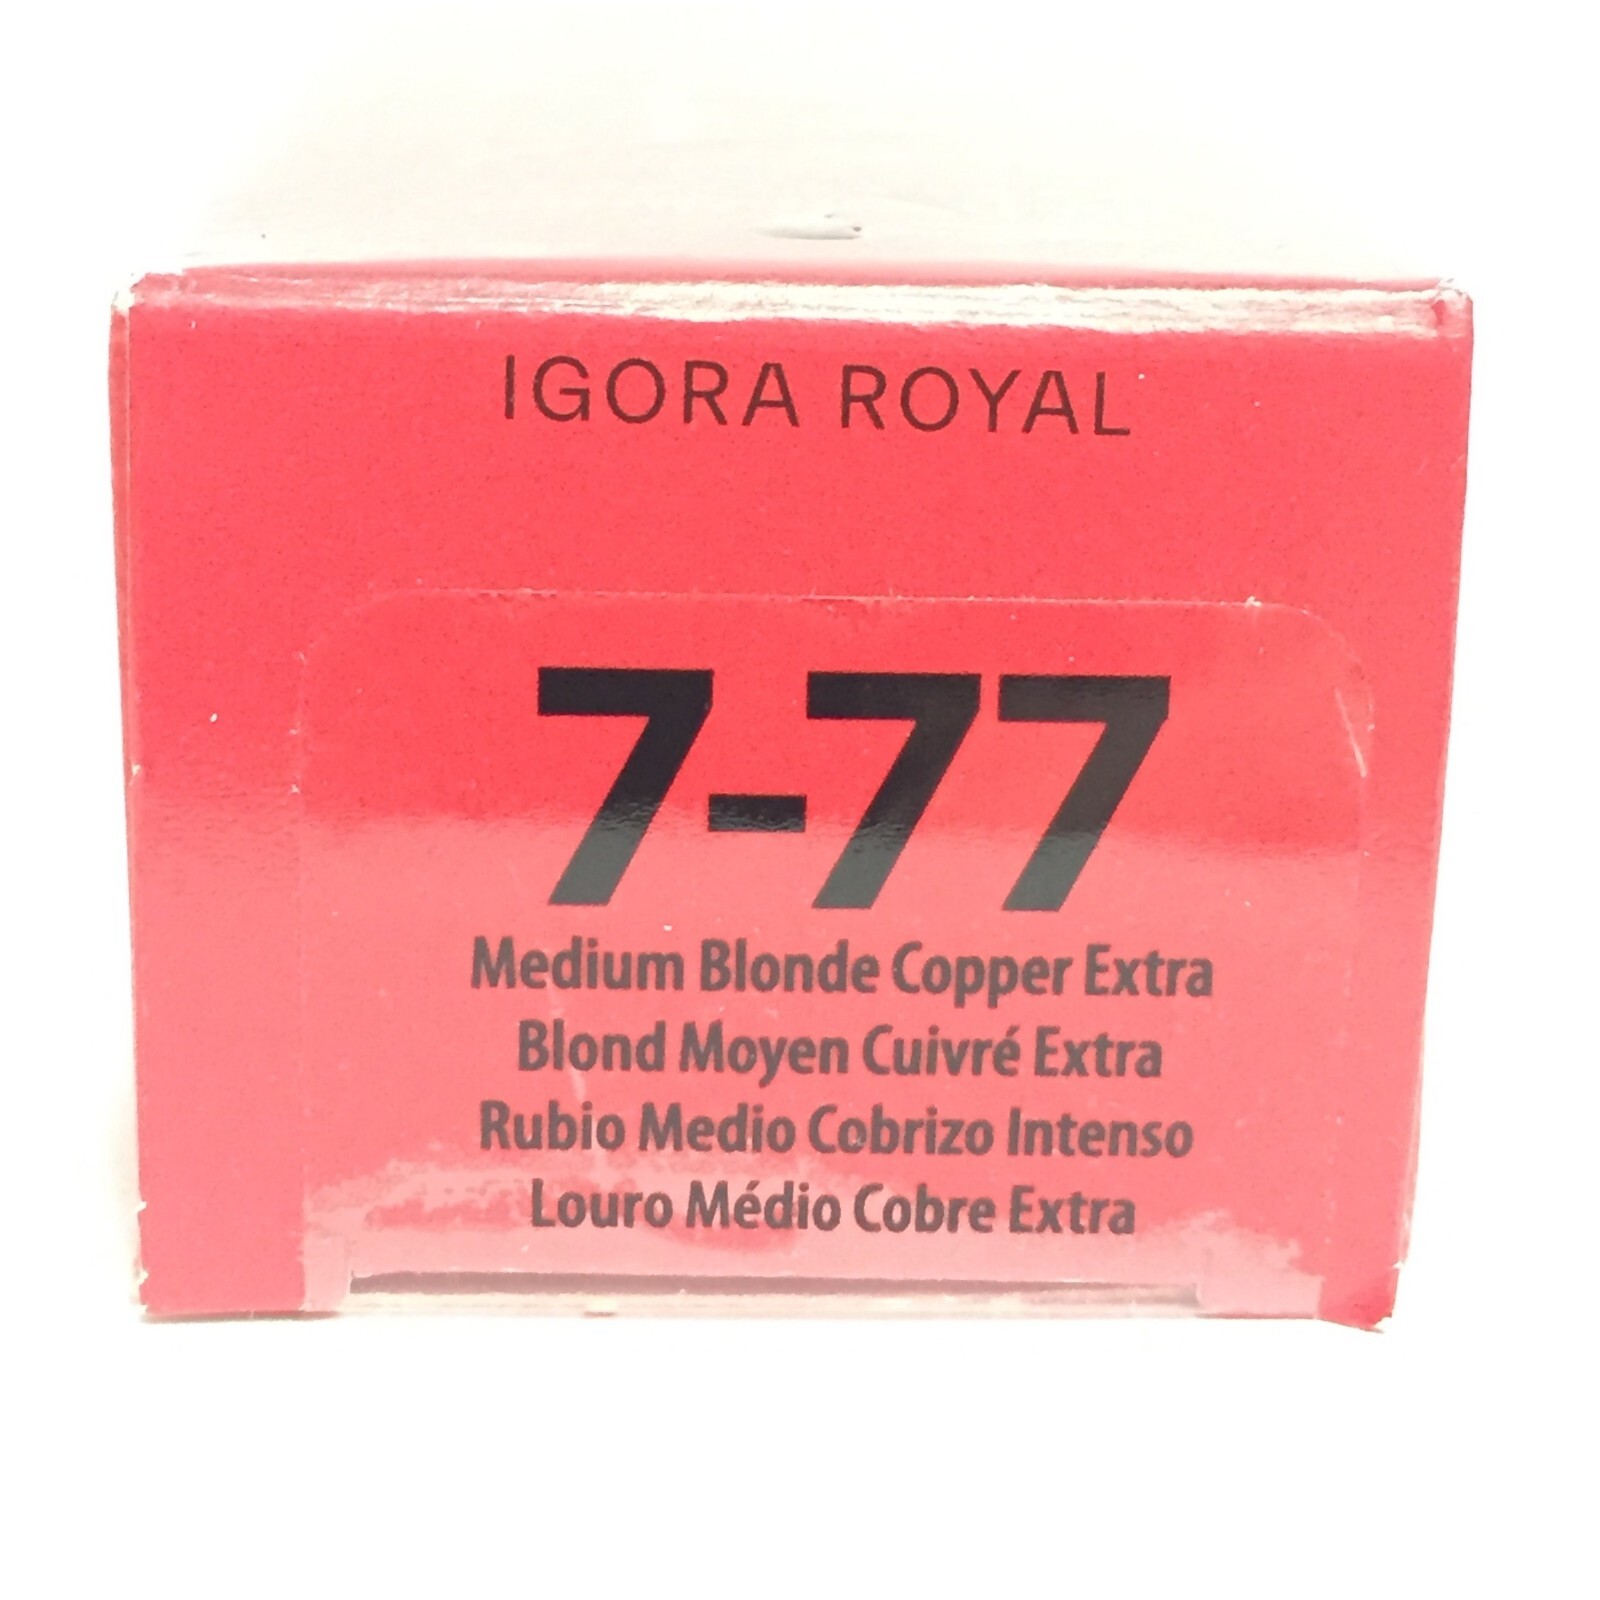 IGORA ROYAL
7-77
Medium Blonde Copper Extra
Blond Moyen Cuivré Extra
Rubio Medio Cobrizo Intenso
Louro Médio Cobre Extra